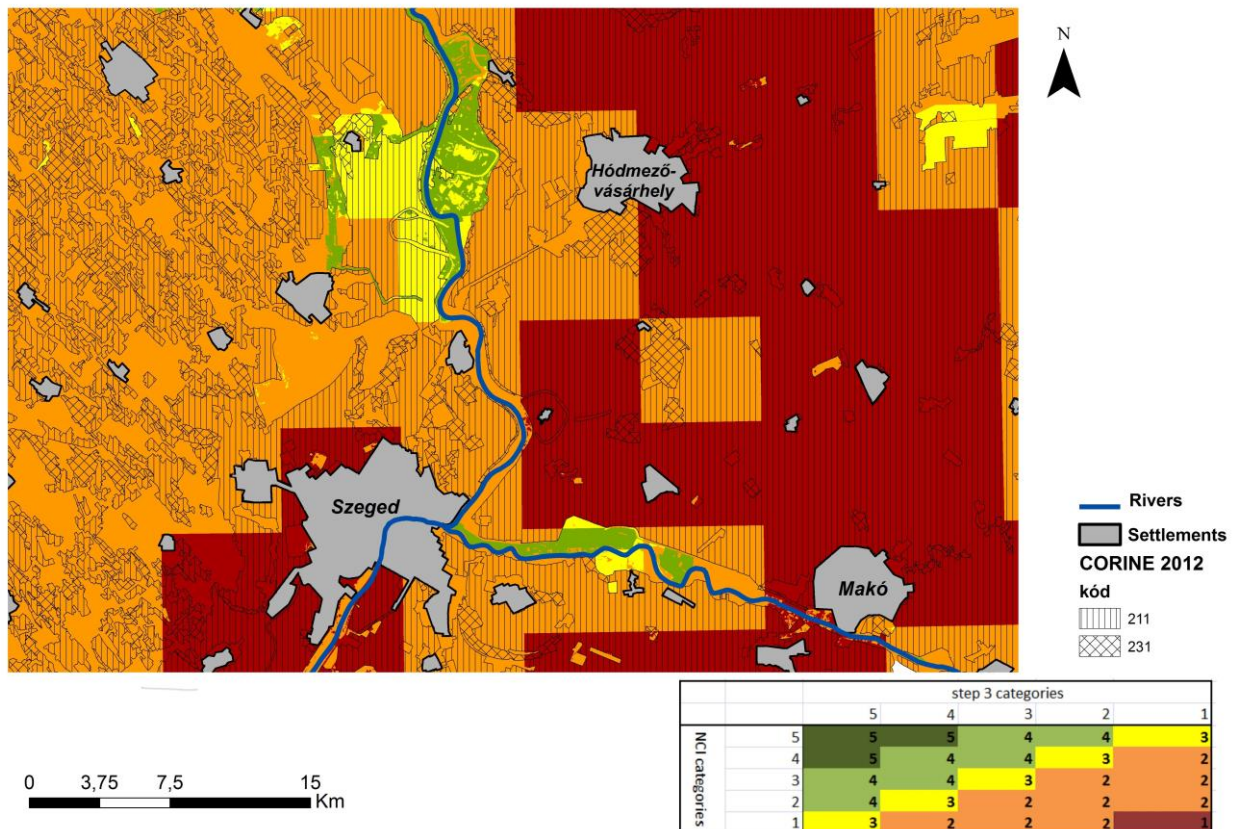 N
Hódmező-
vásárhely
Szeged
Makó
Rivers
Settlements
CORINE 2012
kód
211
231
0 3,75 7,5 15
Km
step 3 categories
5 4 3 2 1
NCI categories
5 5 5 4 4 3
4 5 4 4 3 2
3 4 4 3 2 2
2 4 3 2 2 2
1 3 2 2 2 1